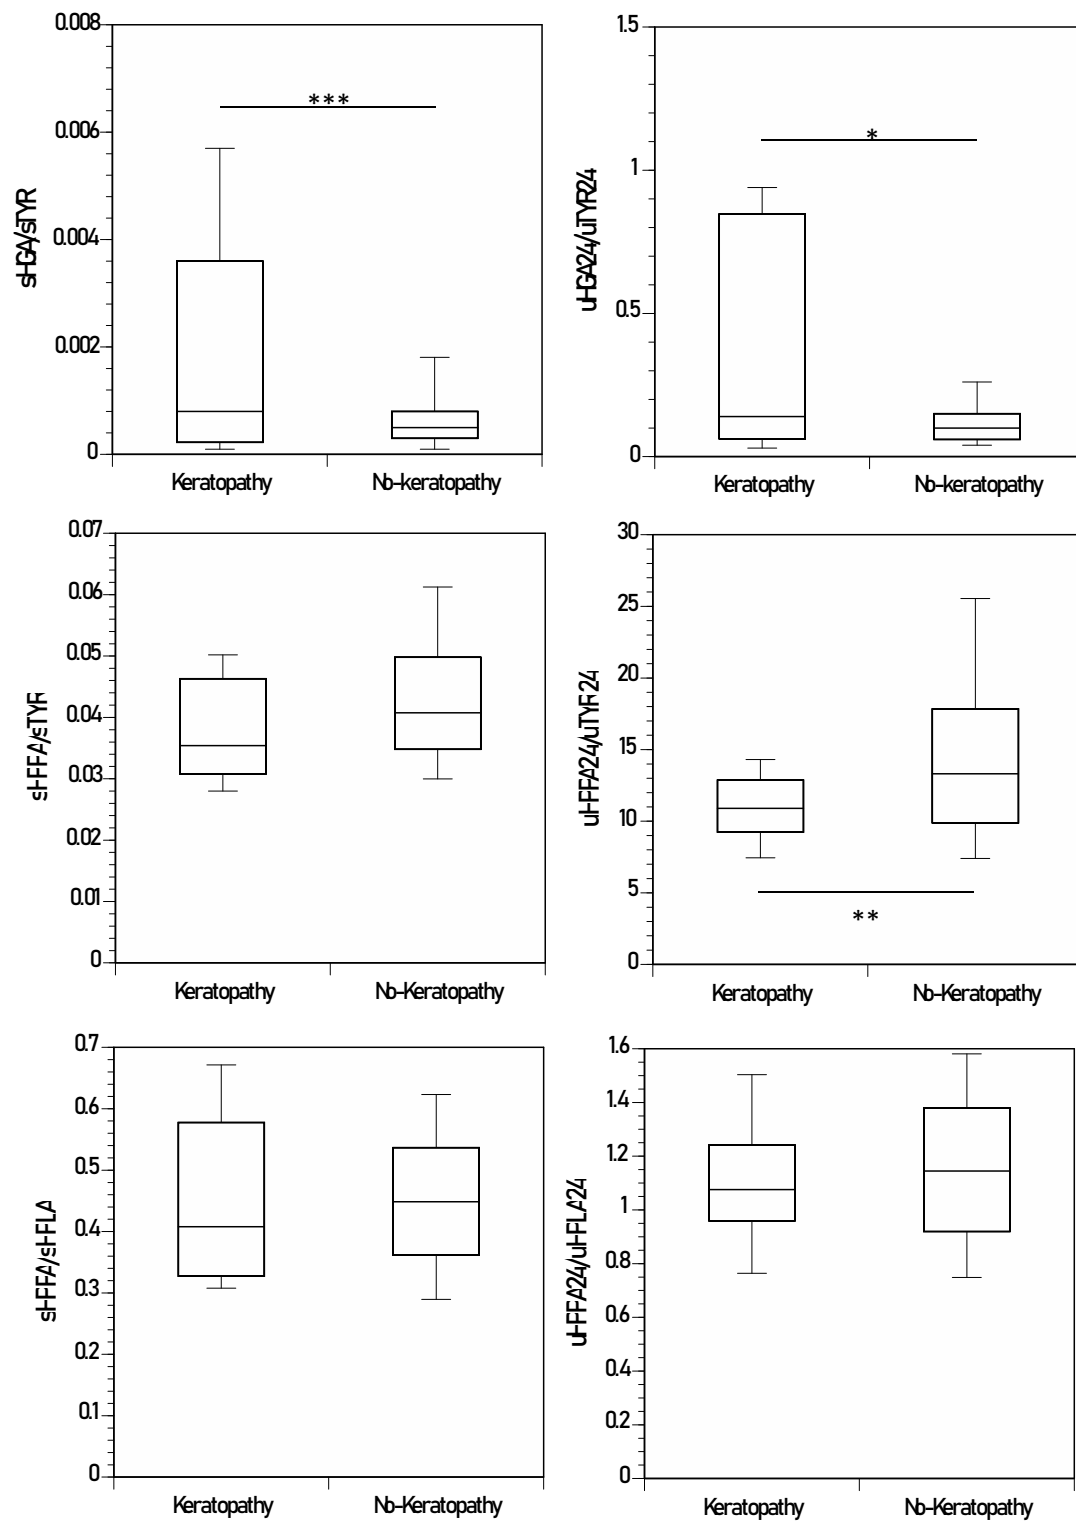 sHGA/sTYR
0.008
0.006
0.004
0.002
0
***
Keratopathy
No-keratopathy
uHGA24/uTYR24
1.5
1
0.5
0
*
Keratopathy
No-keratopathy
sHPPA/sTYR
0.07
0.06
0.05
0.04
0.03
0.02
0.01
0
Keratopathy
No-Keratopathy
uHPPA24/uTYR24
30
25
20
15
10
5
0
**
Keratopathy
No-Keratopathy
sHPPA/sHPLA
0.7
0.6
0.5
0.4
0.3
0.2
0.1
0
Keratopathy
No-Keratopathy
uHPPA24/uHPLA24
1.6
1.4
1.2
1
0.8
0.6
0.4
0.2
0
Keratopathy
No-Keratopathy